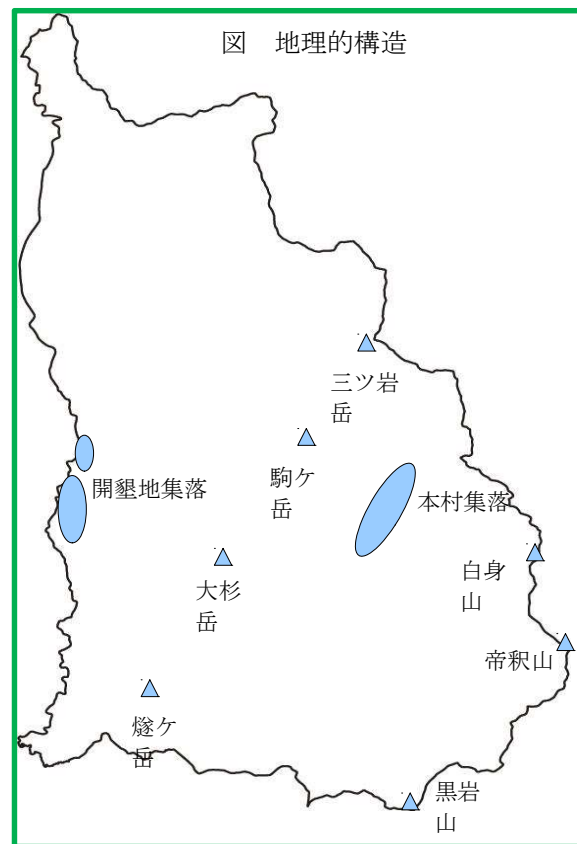 図　地理的構造
三ツ岩
岳
駒ケ
岳
開墾地集落
本村集落
白身
山
大杉
岳
帝釈山
燧ケ
岳
黒岩
山